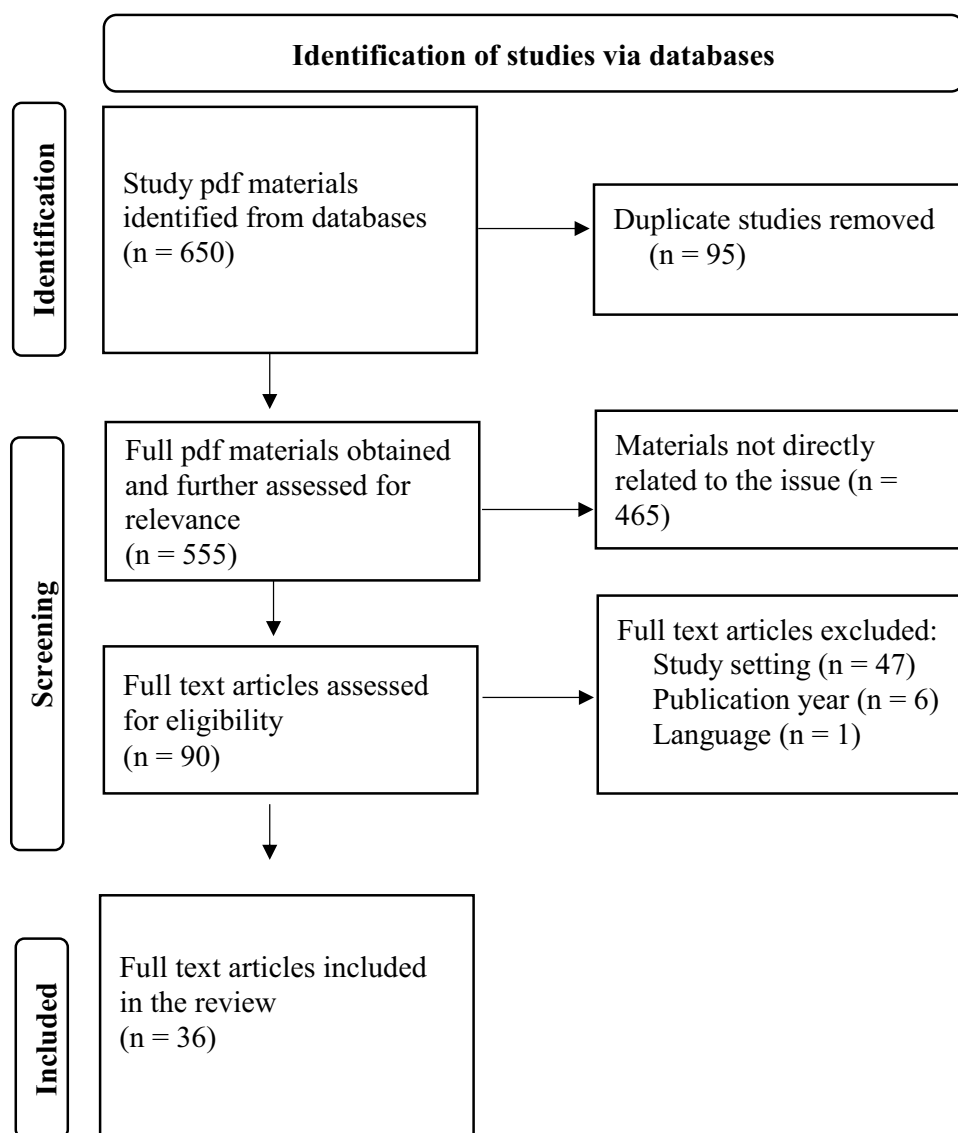 Identification of studies via databases
Identification
Study pdf materials
identified from databases
(n = 650)
Duplicate studies removed
(n = 95)
Screening
Full pdf materials obtained
and further assessed for
relevance
(n = 555)
Materials not directly
related to the issue (n =
465)
Full text articles assessed
for eligibility
(n = 90)
Full text articles excluded:
Study setting (n = 47)
Publication year (n = 6)
Language (n = 1)
Included
Full text articles included
in the review
(n = 36)